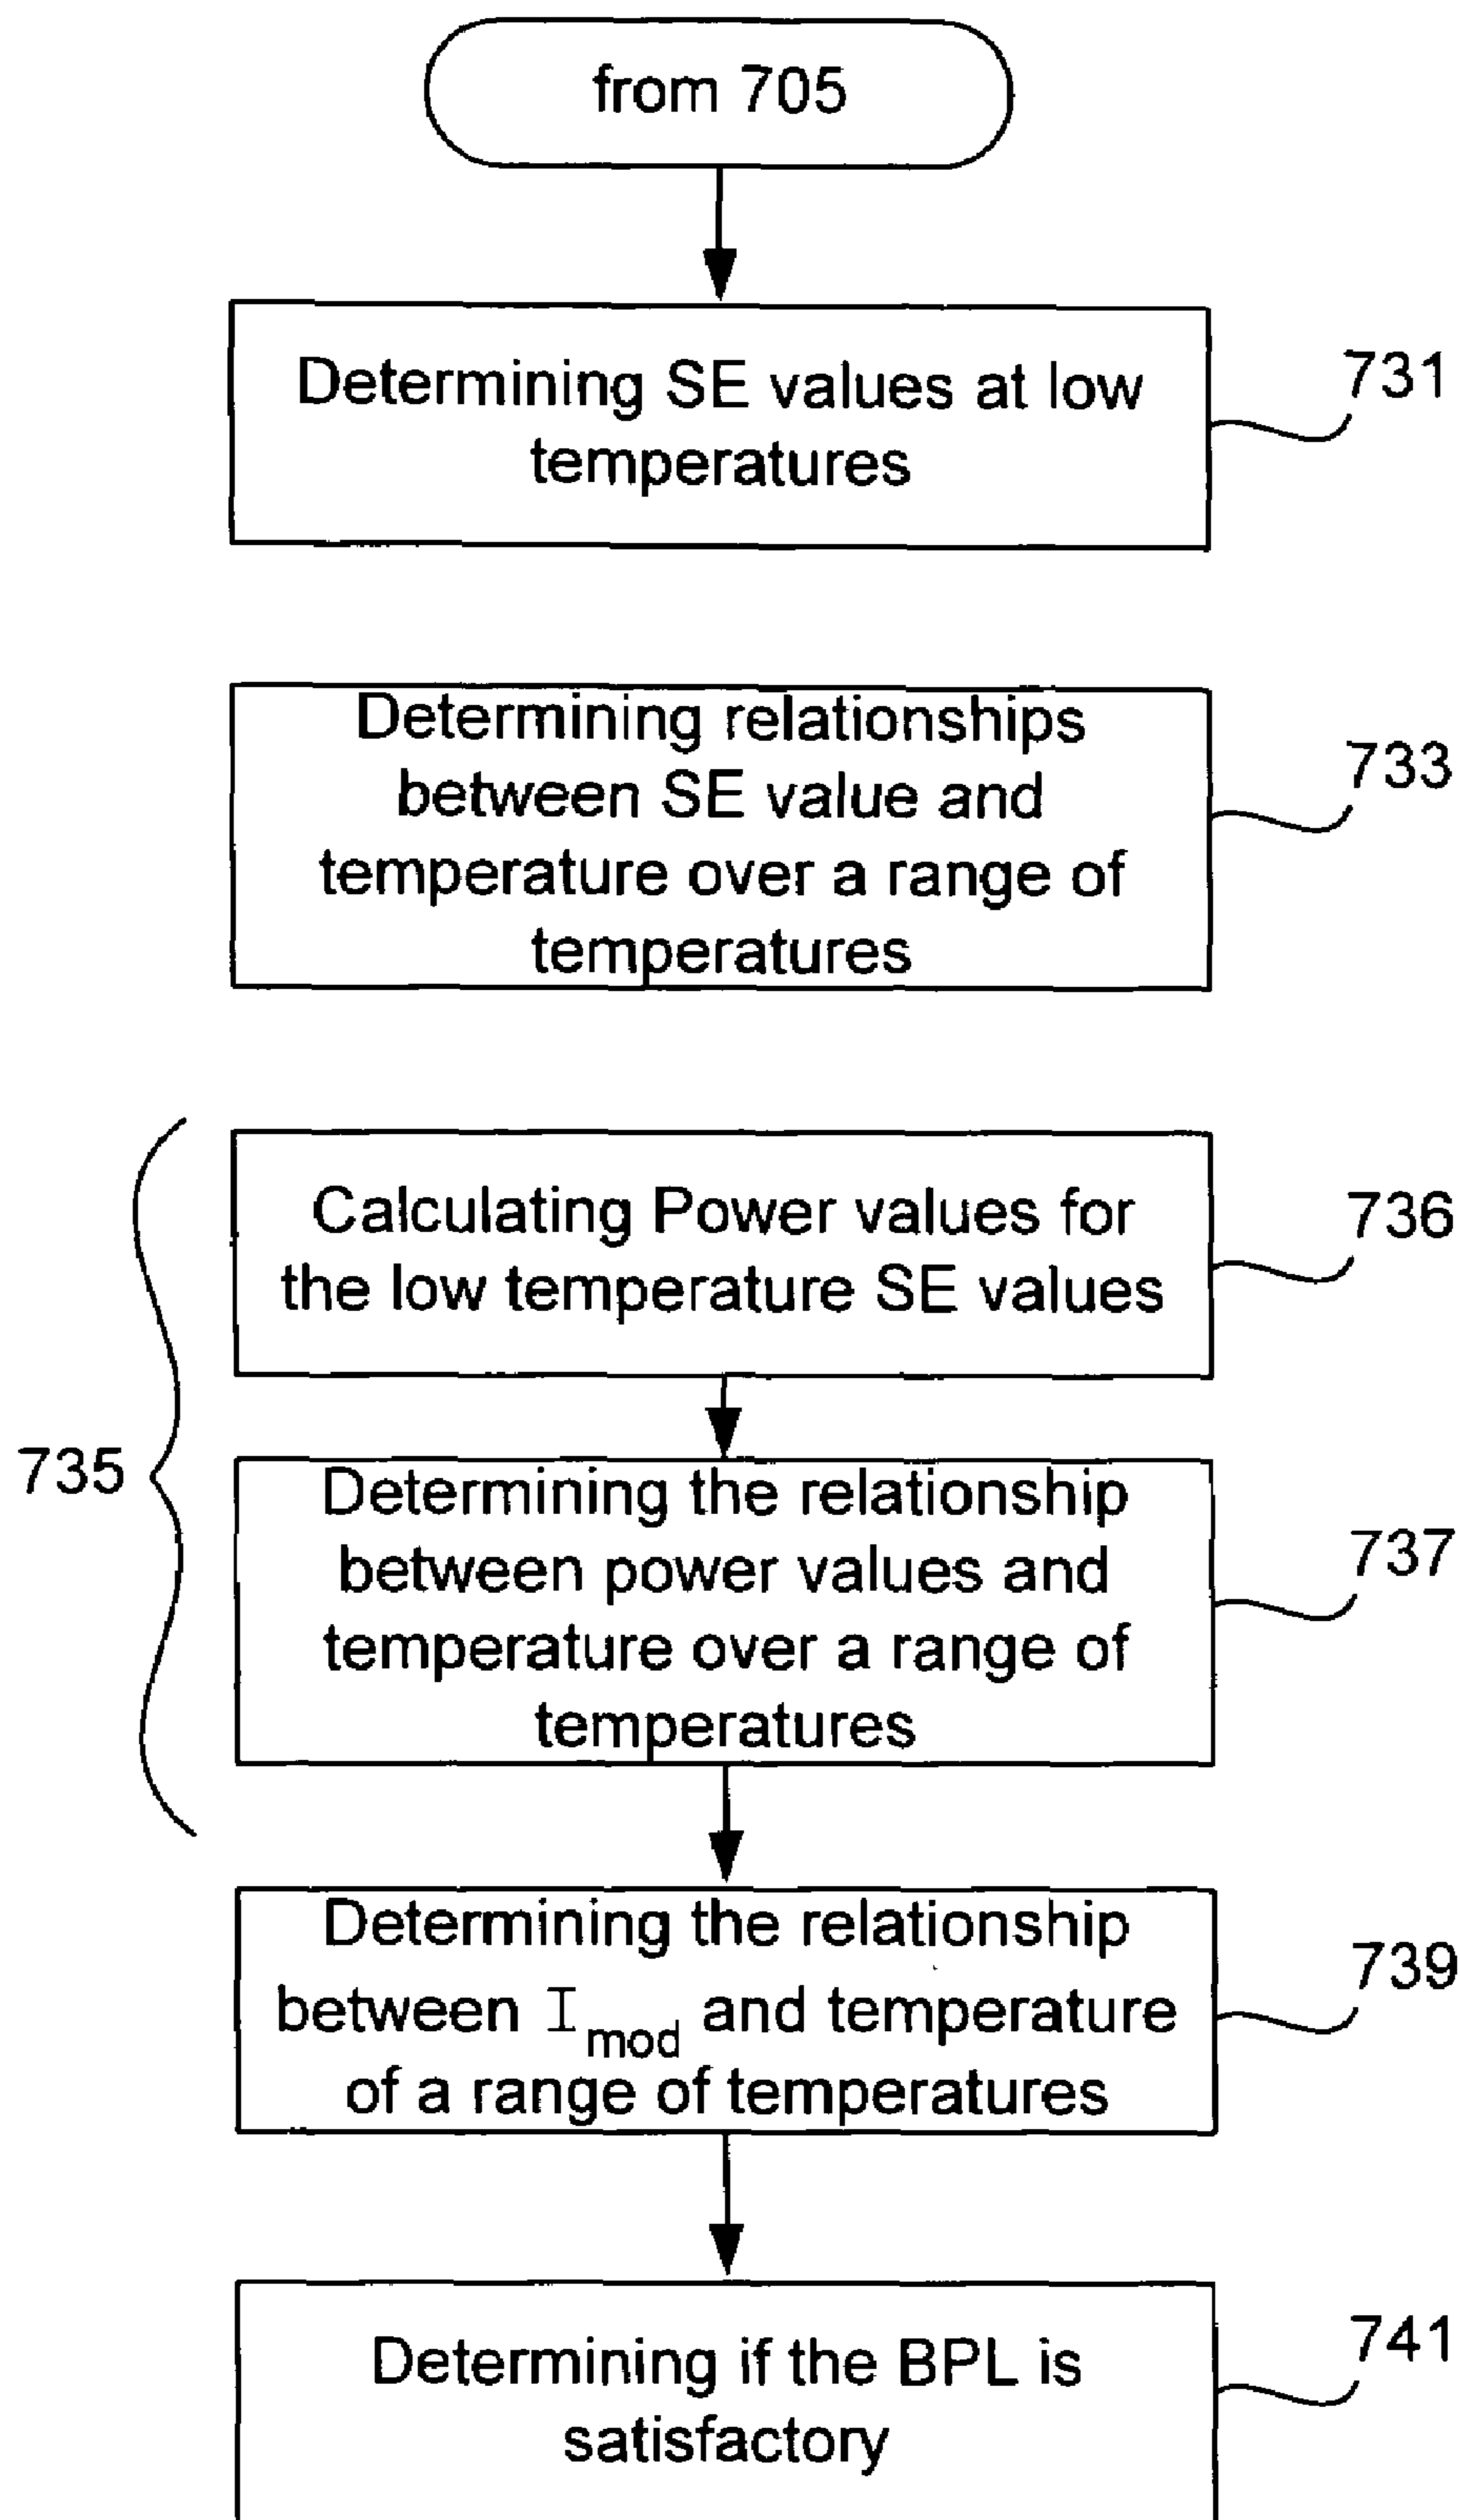 from 705
Determining SE values at low
temperatures
731
Determining relationships
between SE value and
temperature over a range of
temperatures
733
735
Calculating Power values for
the low temperature SE values
736
Determining the relationship
between power values and
temperature over a range of
temperatures
737
Determining the relationship
between I_mod and temperature
of a range of temperatures
739
Determining if the BPL is
satisfactory
741